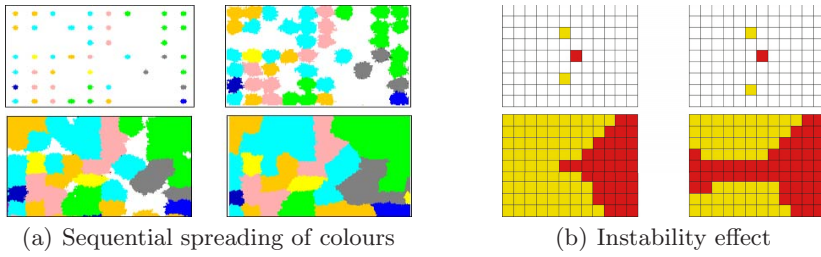 (a) Sequential spreading of colours
(b) Instability effect